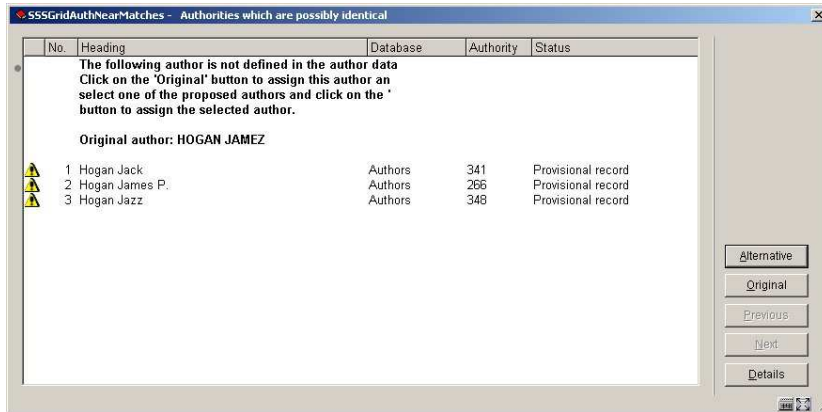 SSSGridAuthNearMatches - Authorities which are possibly identical
No. Heading Database Authority Status
The following author is not defined in the author data
Click on the 'Original' button to assign this author an
select one of the proposed authors and click on the '
button to assign the selected author.
Original author: HOGAN JAMEZ
1 Hogan Jack Authors 341 Provisional record
2 Hogan James P. Authors 266 Provisional record
3 Hogan Jazz Authors 348 Provisional record
Alternative
Original
Previous
Next
Details